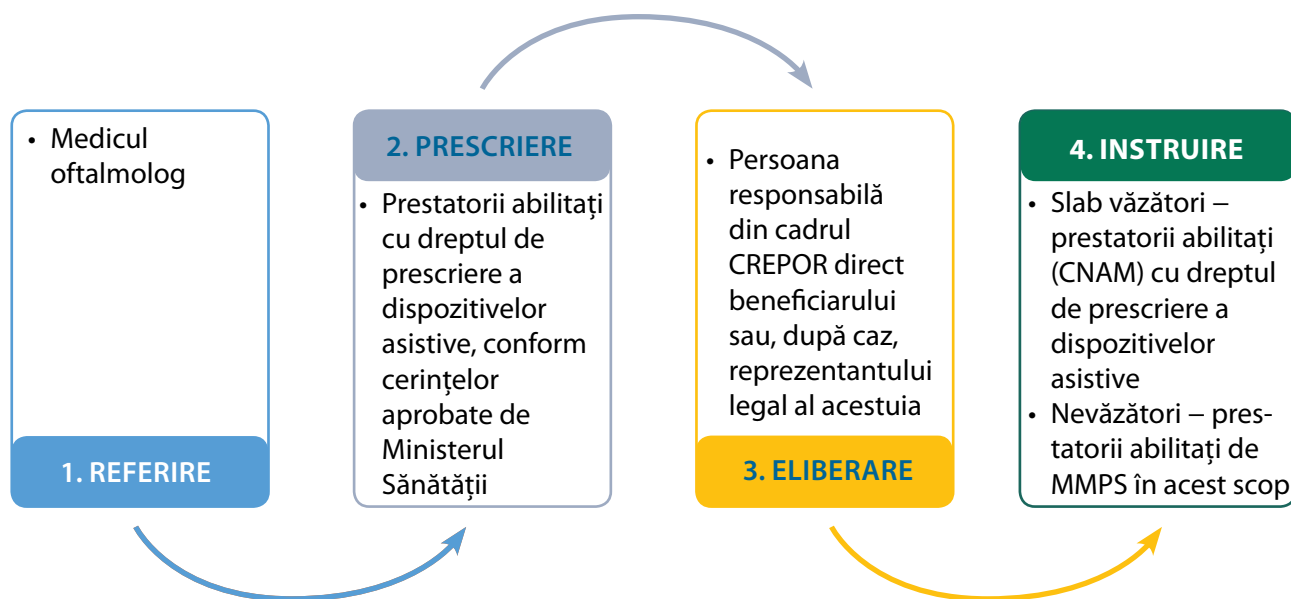 • Medicul
oftalmolog
1. REFERIRE
2. PRESCRIERE
• Prestatorii abilitați
cu dreptul de
prescriere a
dispozitivelor
asistive, conform
cerințelor
aprobate de
Ministerul
Sănătății
• Persoana
responsabilă
din cadrul
CREPOR direct
beneficiarului
sau, după caz,
reprezentantului
legal al acestuia
3. ELIBERARE
4. INSTRUIRE
• Slab văzători –
prestatorii abilitați
(CNAM) cu dreptul
de prescriere a
dispozitivelor
asistive
• Nevăzători – pres-
tatorii abilitați de
MMPS în acest scop